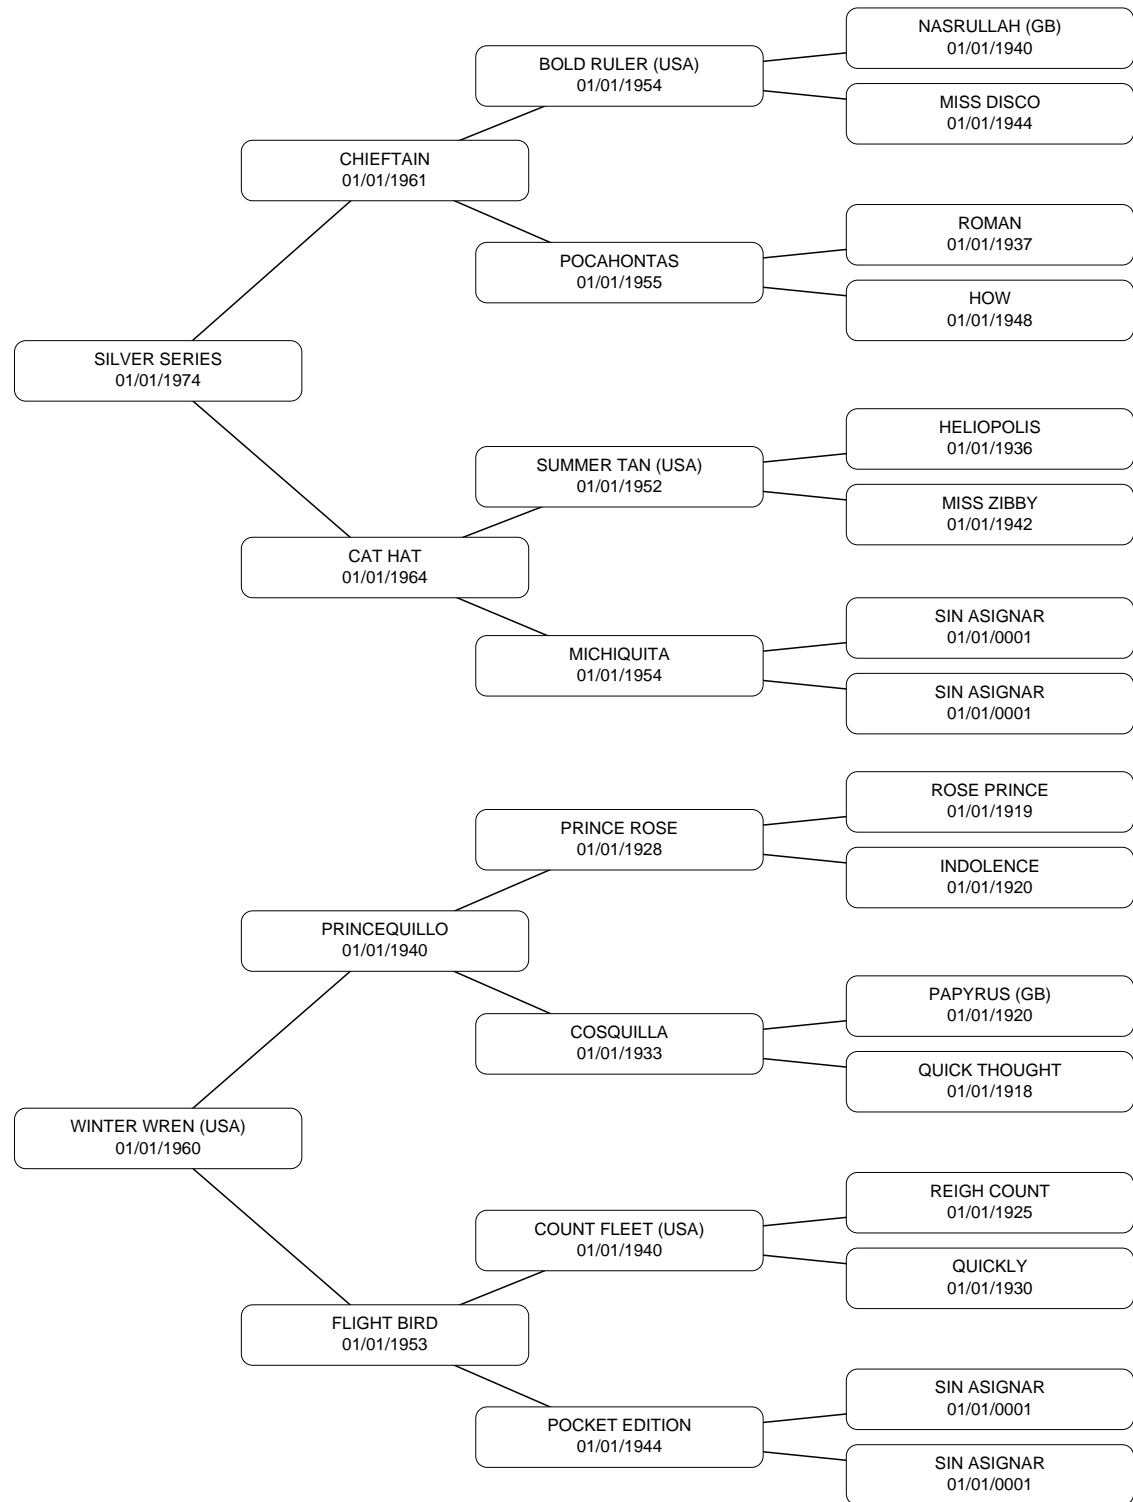 NASRULLAH (GB)
01/01/1940
BOLD RULER (USA)
01/01/1954
MISS DISCO
01/01/1944
CHIEFTAIN
01/01/1961
ROMAN
01/01/1937
POCAHONTAS
01/01/1955
HOW
01/01/1948
SILVER SERIES
01/01/1974
HELIOPOLIS
01/01/1936
SUMMER TAN (USA)
01/01/1952
MISS ZIBBY
01/01/1942
CAT HAT
01/01/1964
SIN ASIGNAR
01/01/0001
MICHIQUITA
01/01/1954
SIN ASIGNAR
01/01/0001
ROSE PRINCE
01/01/1919
PRINCE ROSE
01/01/1928
INDOLENCE
01/01/1920
PRINCEQUILLO
01/01/1940
PAPYRUS (GB)
01/01/1920
COSQUILLA
01/01/1933
QUICK THOUGHT
01/01/1918
WINTER WREN (USA)
01/01/1960
REIGH COUNT
01/01/1925
COUNT FLEET (USA)
01/01/1940
QUICKLY
01/01/1930
FLIGHT BIRD
01/01/1953
SIN ASIGNAR
01/01/0001
POCKET EDITION
01/01/1944
SIN ASIGNAR
01/01/0001